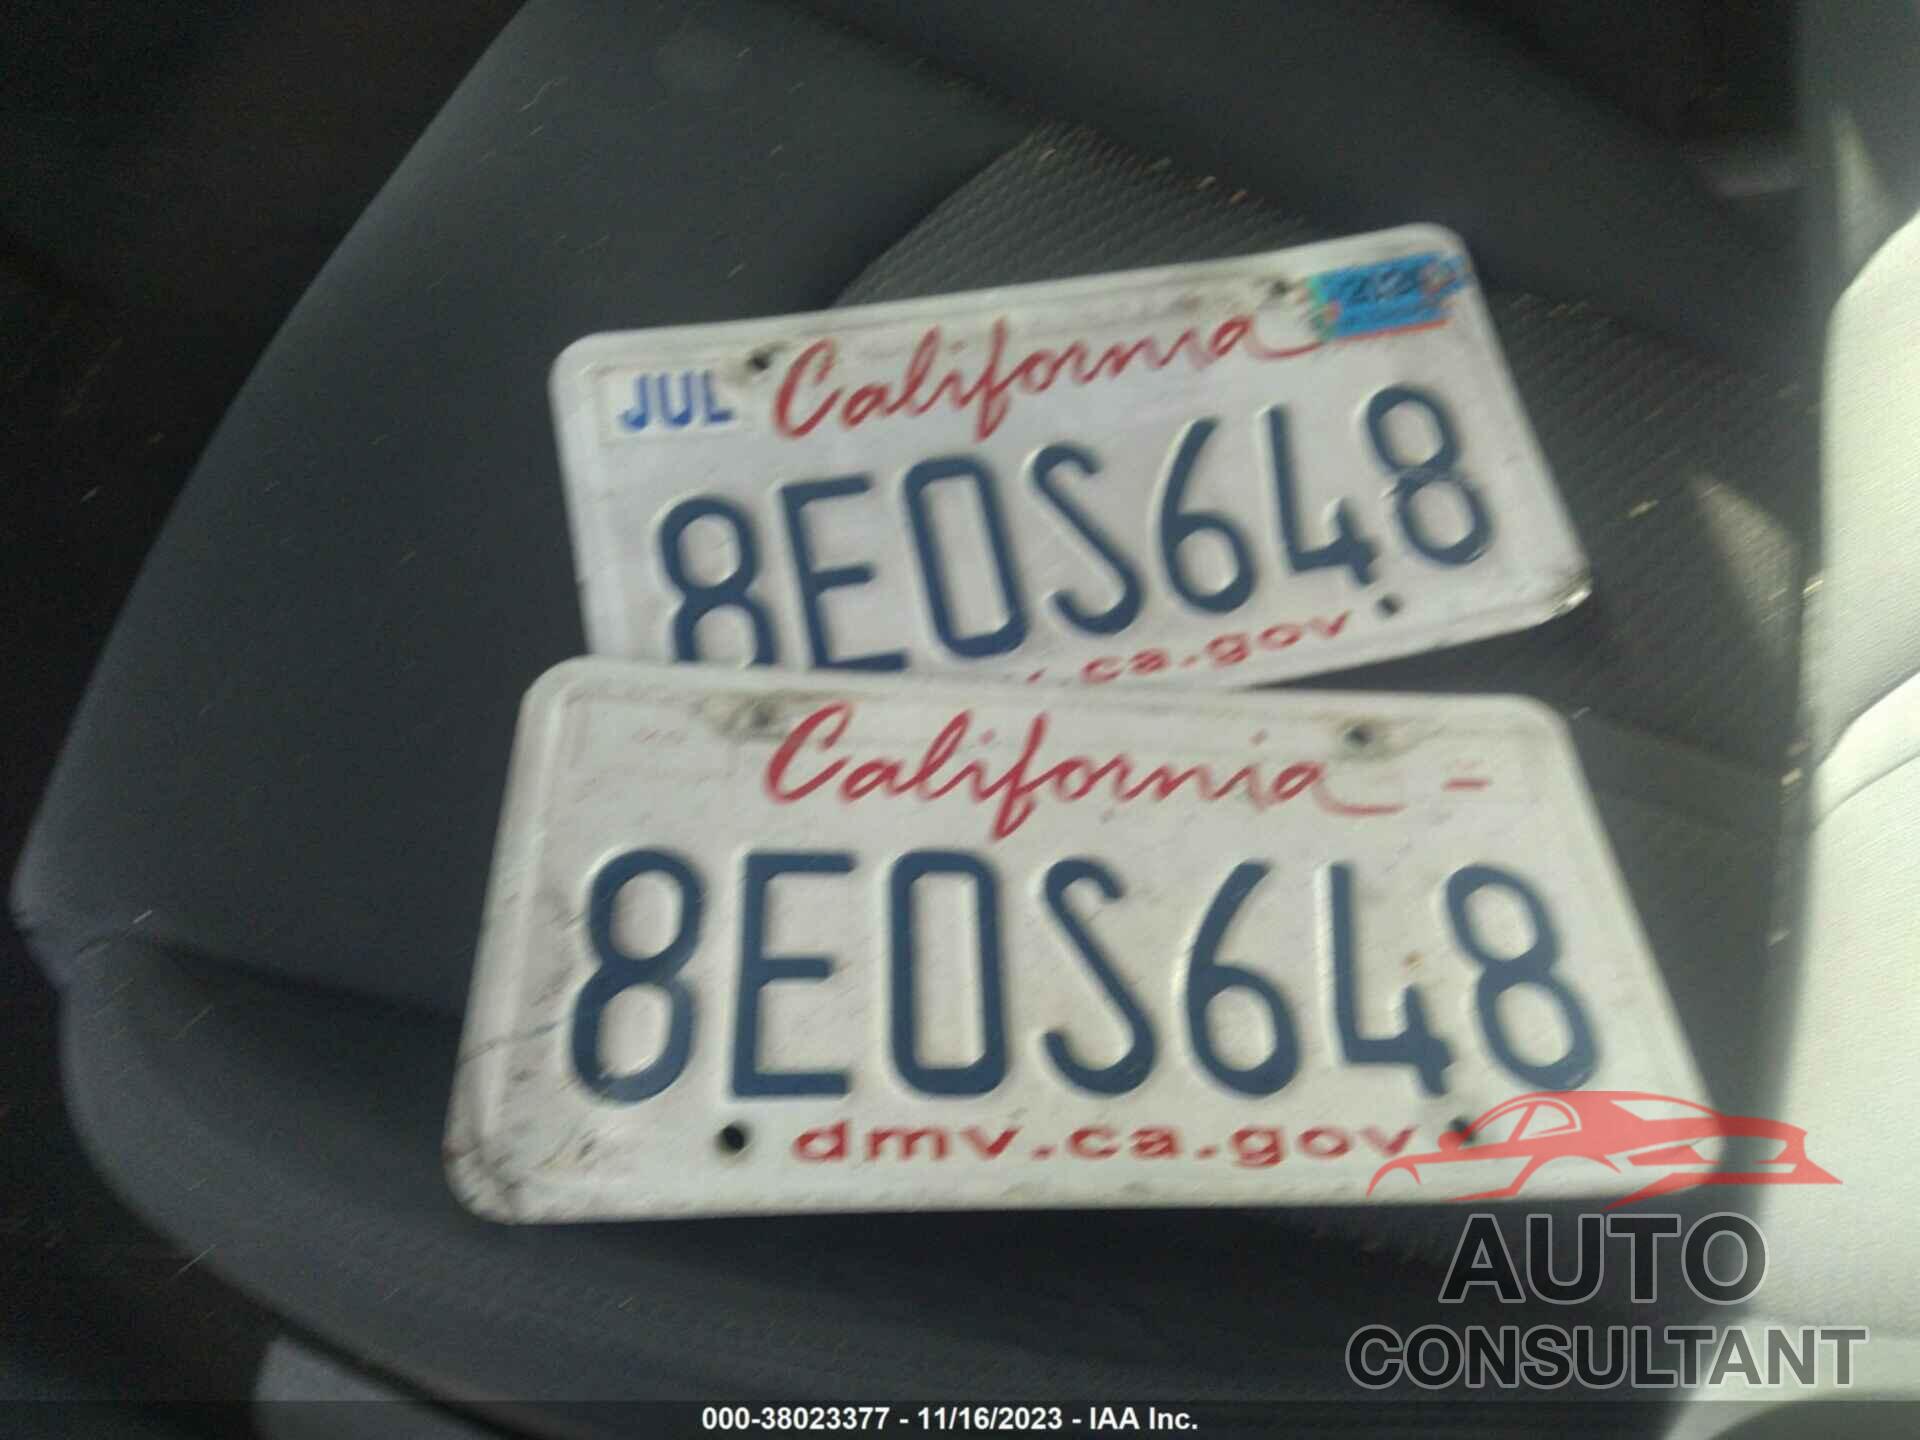 JUL California
8EOS648
.ca.gov
California
8EOS648
dmv.ca.gov
AUTO
CONSULTANT
000-38023377 - 11/16/2023 - IAA Inc.